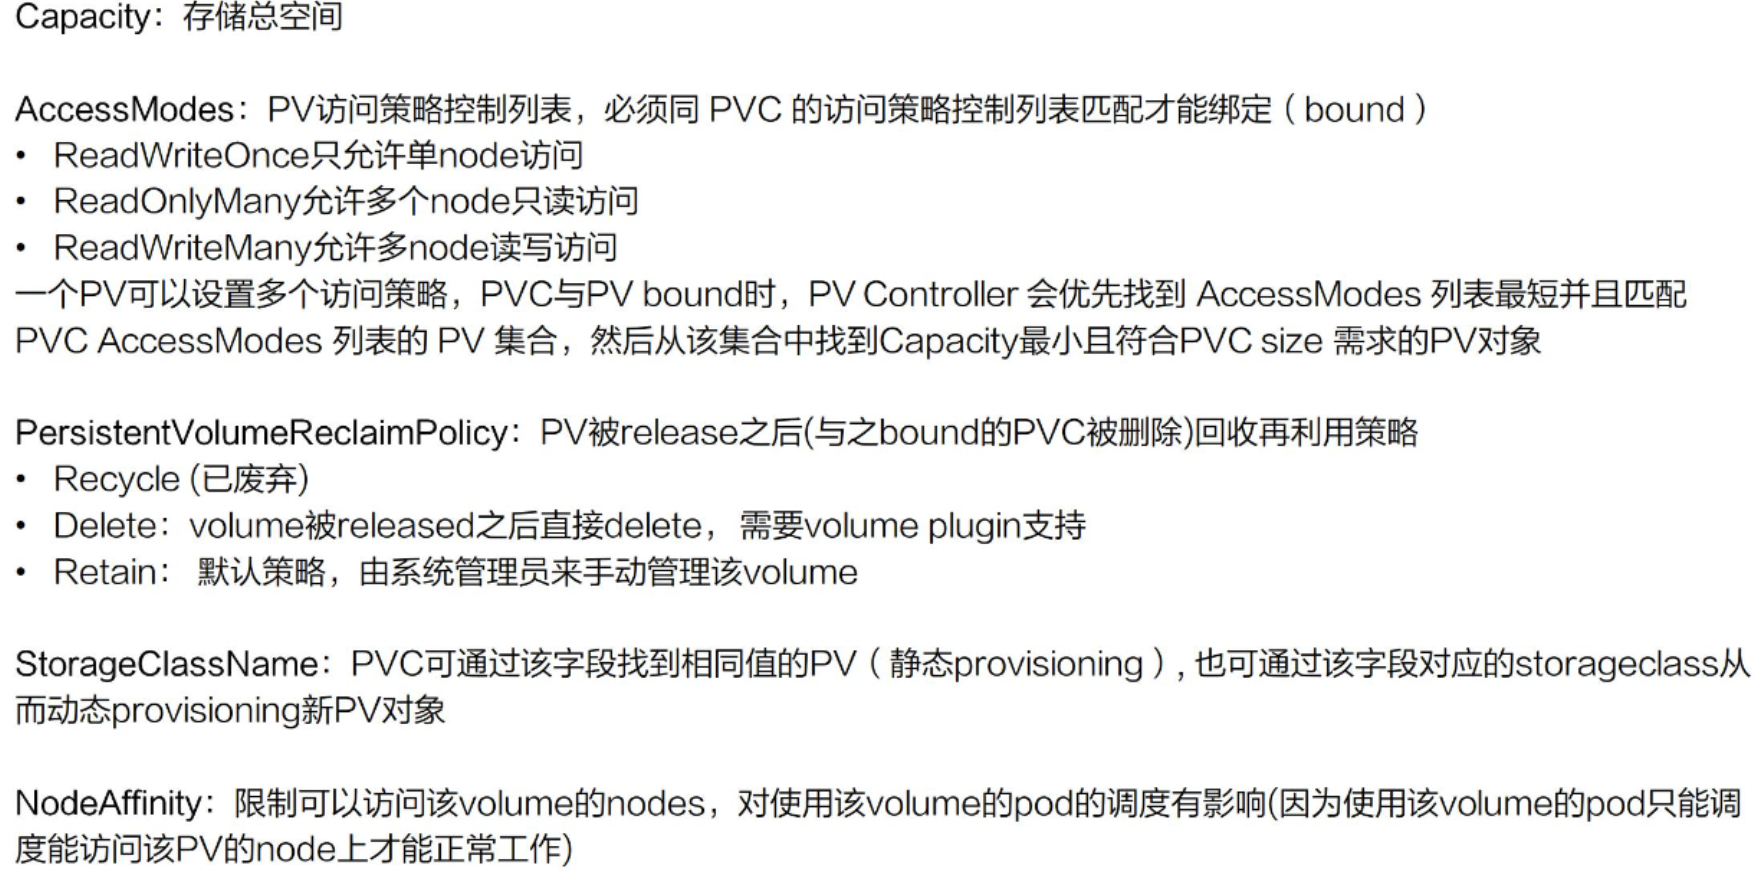 Capacity：存储总空间
AccessModes：PV访问策略控制列表，必须同 PVC 的访问策略控制列表匹配才能绑定（bound）
• ReadWriteOnce只允许单node访问
• ReadOnlyMany允许多个node只读访问
• ReadWriteMany允许多node读写访问
一个PV可以设置多个访问策略，PVC与PV bound时，PV Controller 会优先找到 AccessModes 列表最短并且匹配
PVC AccessModes 列表的 PV 集合，然后从该集合中找到Capacity最小且符合PVC size 需求的PV对象
PersistentVolumeReclaimPolicy：PV被release之后(与之bound的PVC被删除)回收再利用策略
• Recycle (已废弃)
• Delete：volume被released之后直接delete，需要volume plugin支持
• Retain： 默认策略，由系统管理员来手动管理该volume
StorageClassName：PVC可通过该字段找到相同值的PV（静态provisioning）, 也可通过该字段对应的storageclass从
而动态provisioning新PV对象
NodeAffinity：限制可以访问该volume的nodes，对使用该volume的pod的调度有影响(因为使用该volume的pod只能调
度能访问该PV的node上才能正常工作)